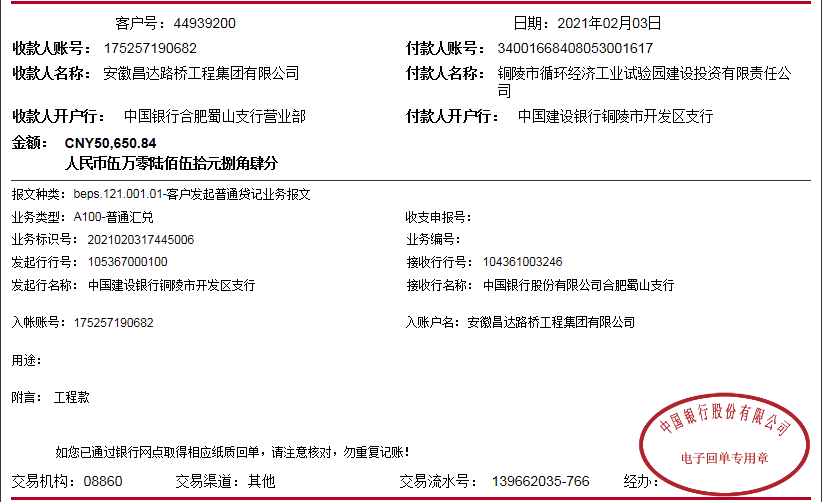 客户号：44939200 日期：2021年02月03日
收款人账号：175257190682 付款人账号：34001668408053001617
收款人名称：安徽昌达路桥工程集团有限公司 付款人名称：铜陵市循环经济工业试验园建设投资有限责任公
司
收款人开户行：中国银行合肥蜀山支行营业部 付款人开户行：中国建设银行铜陵市开发区支行
金额：CNY50,650.84
人民币伍万零陆佰伍拾元捌角肆分
报文种类：beps.121.001.01-客户发起普通贷记业务报文
业务类型：A100-普通汇兑 收支申报号：
业务标识号：2021020317445006 业务编号：
发起行行号：105367000100 接收行行号：104361003246
发起行名称：中国建设银行铜陵市开发区支行 接收行名称：中国银行股份有限公司合肥蜀山支行
入帐账号：175257190682 入账户名：安徽昌达路桥工程集团有限公司
用途：
附言：工程款
中国银行股份有限公司
电子回单专用章
如您已通过银行网点取得相应纸质回单，请注意核对，勿重复记账！
交易机构：08860 交易渠道：其他 交易流水号：139662035-766 经办：